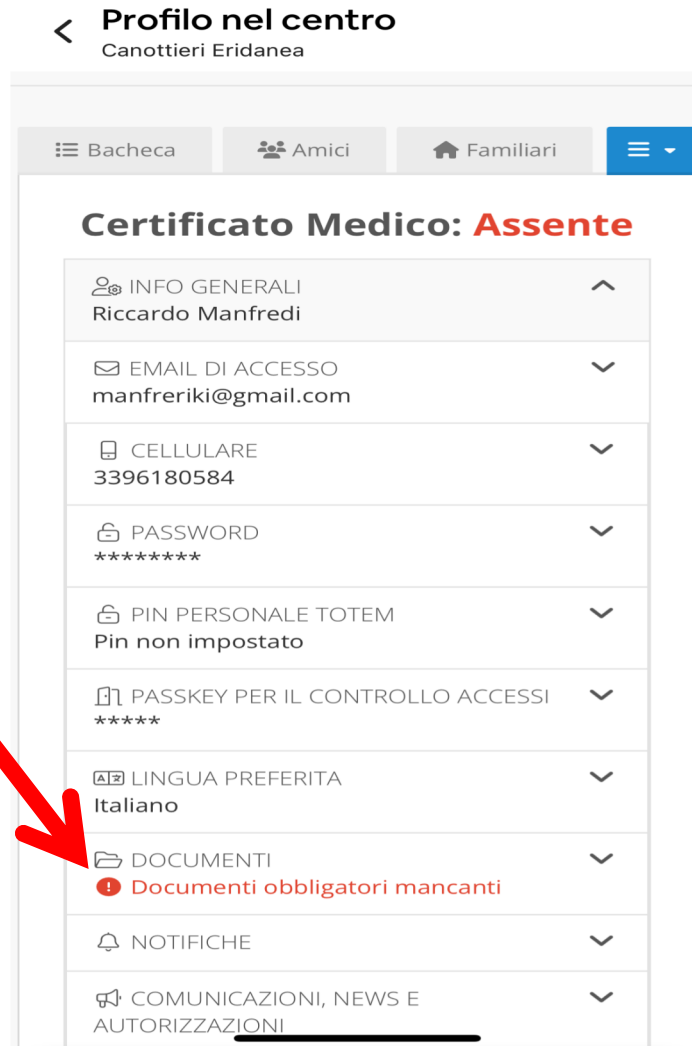 Profilo nel centro
Canottieri Eridanea
Bacheca
Amici
Familiari
Certificato Medico: Assente
INFO GENERALI
Riccardo Manfredi
EMAIL DI ACCESSO
manfreriki@gmail.com
CELLULARE
3396180584
PASSWORD
********
PIN PERSONALE TOTEM
Pin non impostato
PASSKEY PER IL CONTROLLO ACCESSI
*****
LINGUA PREFERITA
Italiano
DOCUMENTI
Documenti obbligatori mancanti
NOTIFICHE
COMUNICAZIONI, NEWS E
AUTORIZZAZIONI